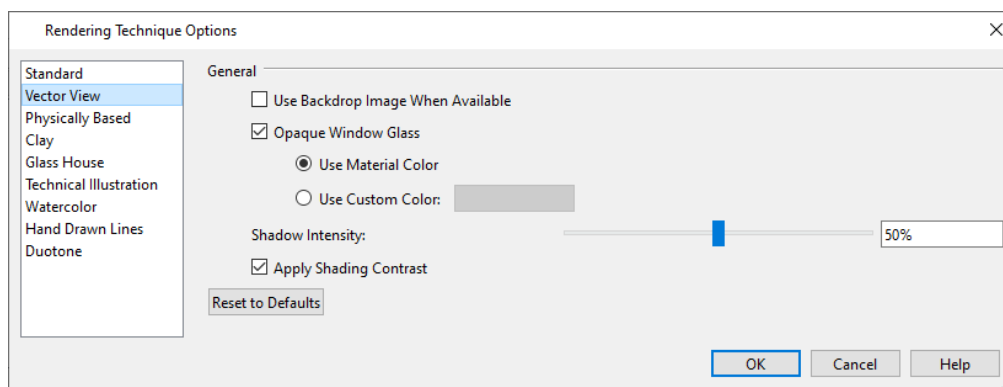 Rendering Technique Options
Standard
Vector View
Physically Based
Clay
Glass House
Technical Illustration
Watercolor
Hand Drawn Lines
Duotone
General
Use Backdrop Image When Available
Opaque Window Glass
Use Material Color
Use Custom Color:
Shadow Intensity: 50%
Apply Shading Contrast
Reset to Defaults
OK Cancel Help